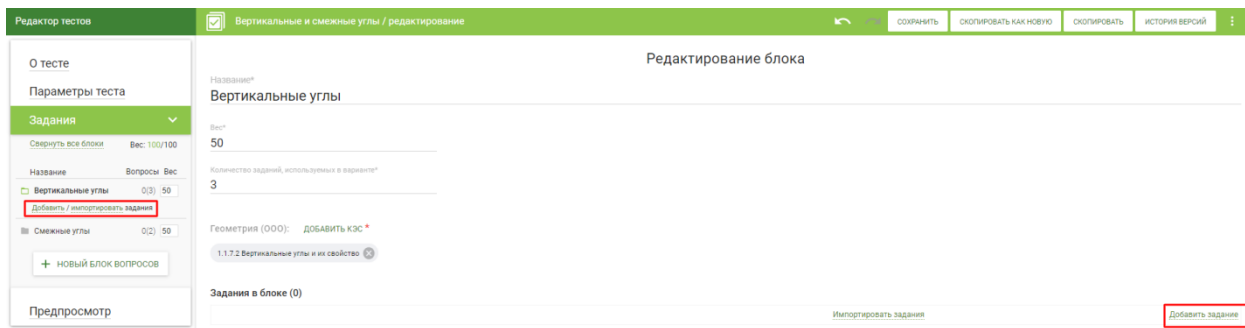 Редактор тестов
Вертикальные и смежные углы / редактирование
СОХРАНИТЬ
СКОПИРОВАТЬ КАК НОВУЮ
СКОПИРОВАТЬ
ИСТОРИЯ ВЕРСИЙ
О тесте
Параметры теста
Задания
Свернуть все блоки Вес: 100/100
Название Вопросы Вес
Вертикальные углы 0(3) 50
Добавить / импортировать задания
Смежные углы 0(2) 50
+ НОВЫЙ БЛОК ВОПРОСОВ
Предпросмотр
Редактирование блока
Название*
Вертикальные углы
Вес*
50
Количество заданий, используемых в варианте*
3
Геометрия (ООО): ДОБАВИТЬ КЭС *
1.1.7.2 Вертикальные углы и их свойство
Задания в блоке (0)
Импортировать задания Добавить задание